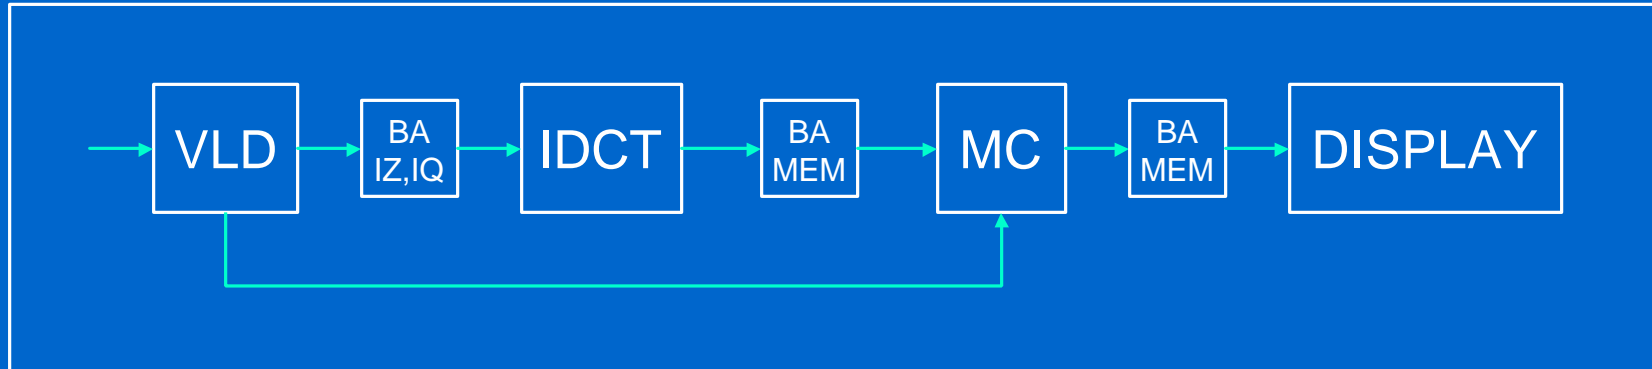 VLD
BA
IZ,IQ
IDCT
BA
MEM
MC
BA
MEM
DISPLAY